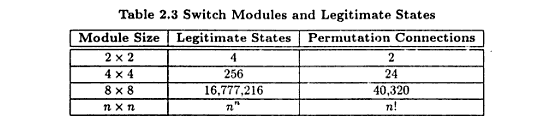 Table 2.3 Switch Modules and Legitimate States
Module Size Legitimate States Permutation Connections
2 × 2 4 2
4 × 4 256 24
8 × 8 16,777,216 40,320
n × n nⁿ n!